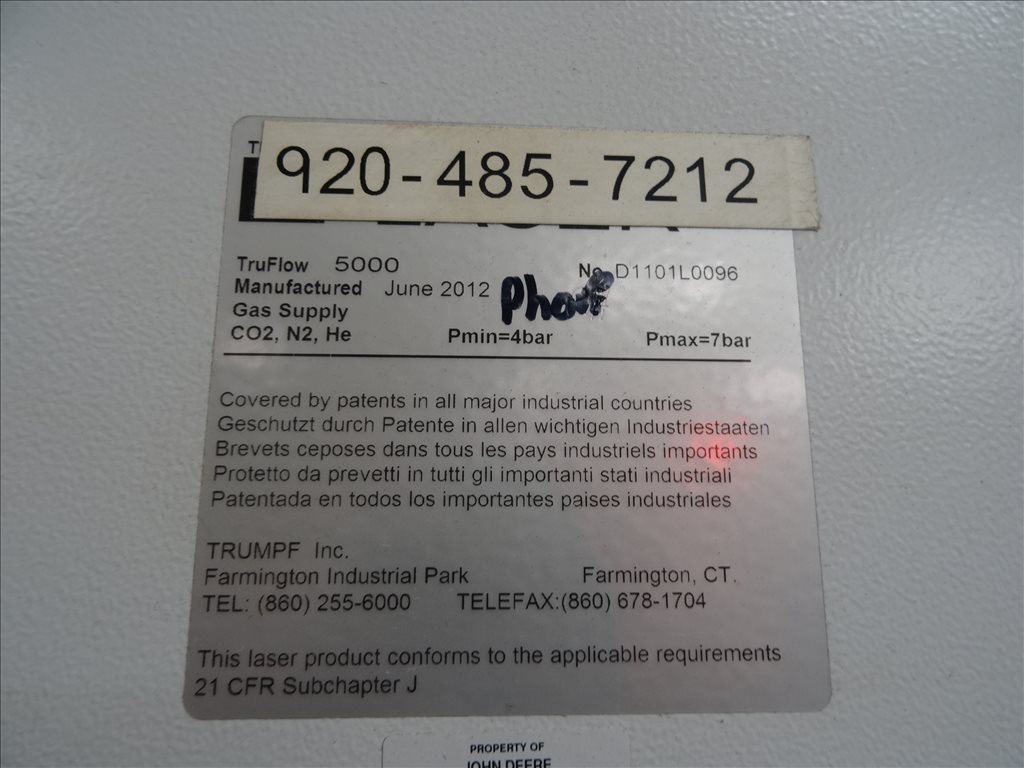 920-485-7212
TruFlow 5000 No D1101L0096
Manufactured June 2012 Phone
Gas Supply
CO2, N2, He Pmin=4bar Pmax=7bar
Covered by patents in all major industrial countries
Geschutzt durch Patente in allen wichtigen Industriestaaten
Brevets ceposes dans tous les pays industriels importants
Protetto da prevetti in tutti gli importanti stati industriali
Patentada en todos los importantes paises industriales
TRUMPF Inc.
Farmington Industrial Park Farmington, CT.
TEL: (860) 255-6000 TELEFAX:(860) 678-1704
This laser product conforms to the applicable requirements
21 CFR Subchapter J
PROPERTY OF
JOHN DEERE